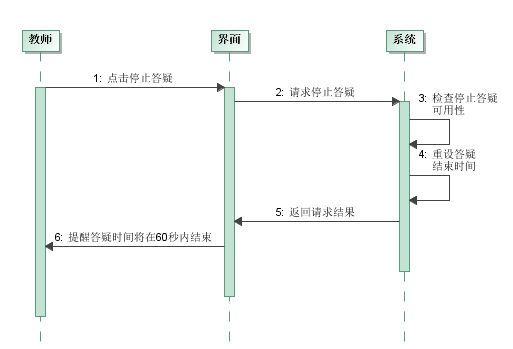 教师 界面 系统
1: 点击停止答疑
2: 请求停止答疑
3: 检查停止答疑
可用性
4: 重设答疑
结束时间
5: 返回请求结果
6: 提醒答疑时间将在60秒内结束